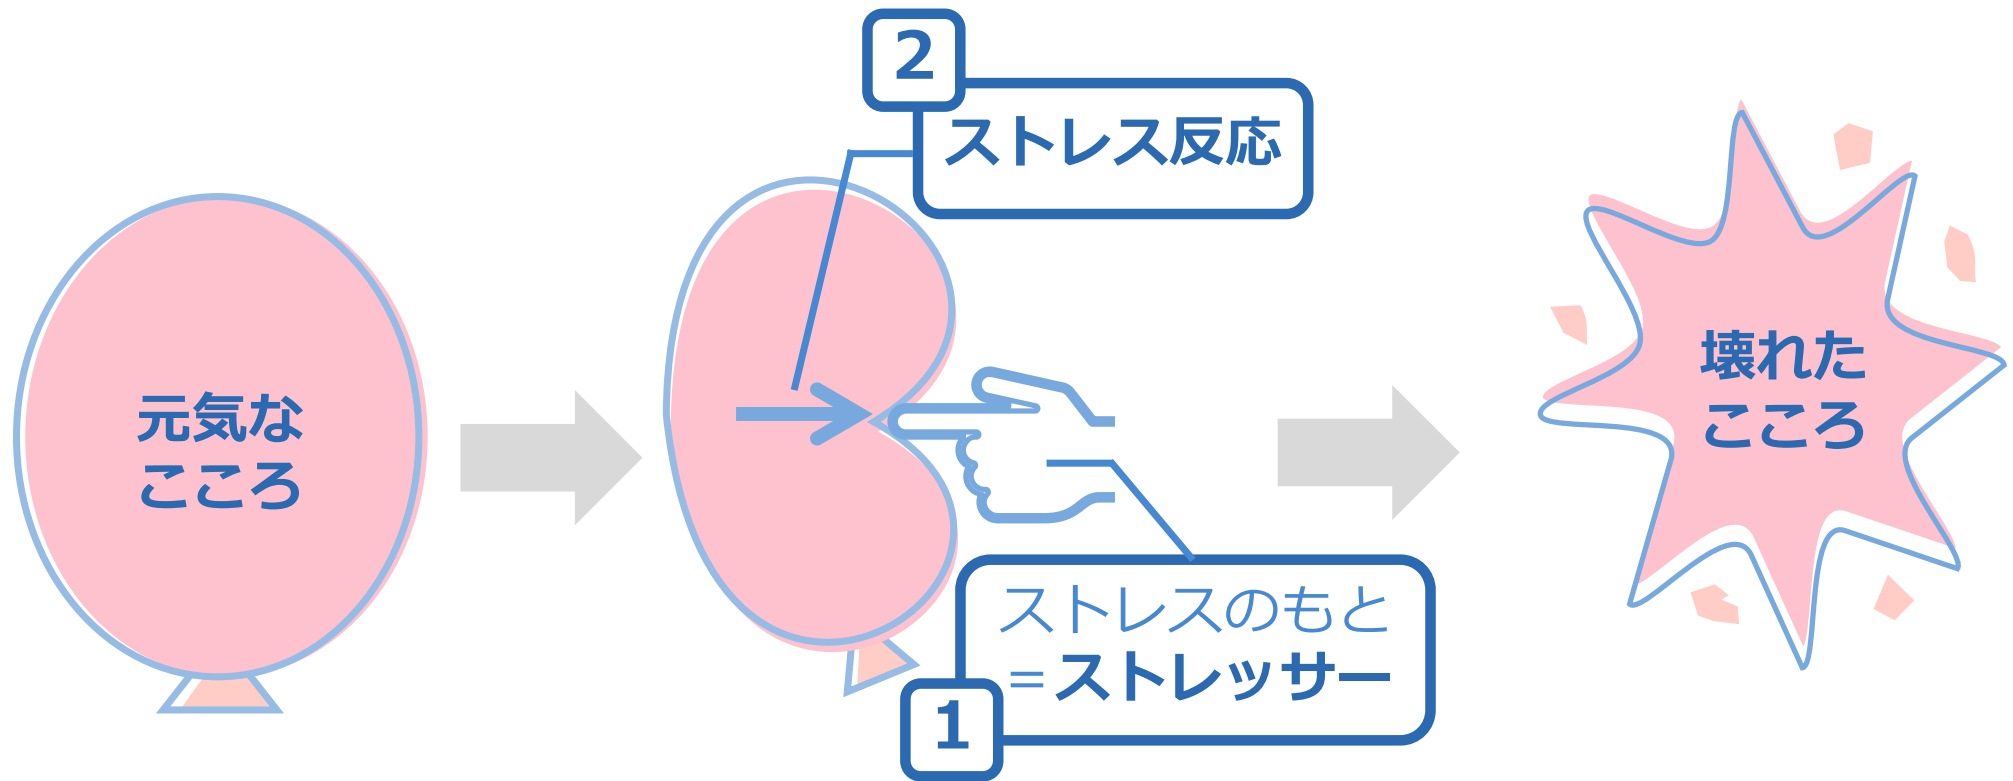 元気な
こころ
2
ストレス反応
ストレスのもと
=ストレッサー
1
壊れた
こころ